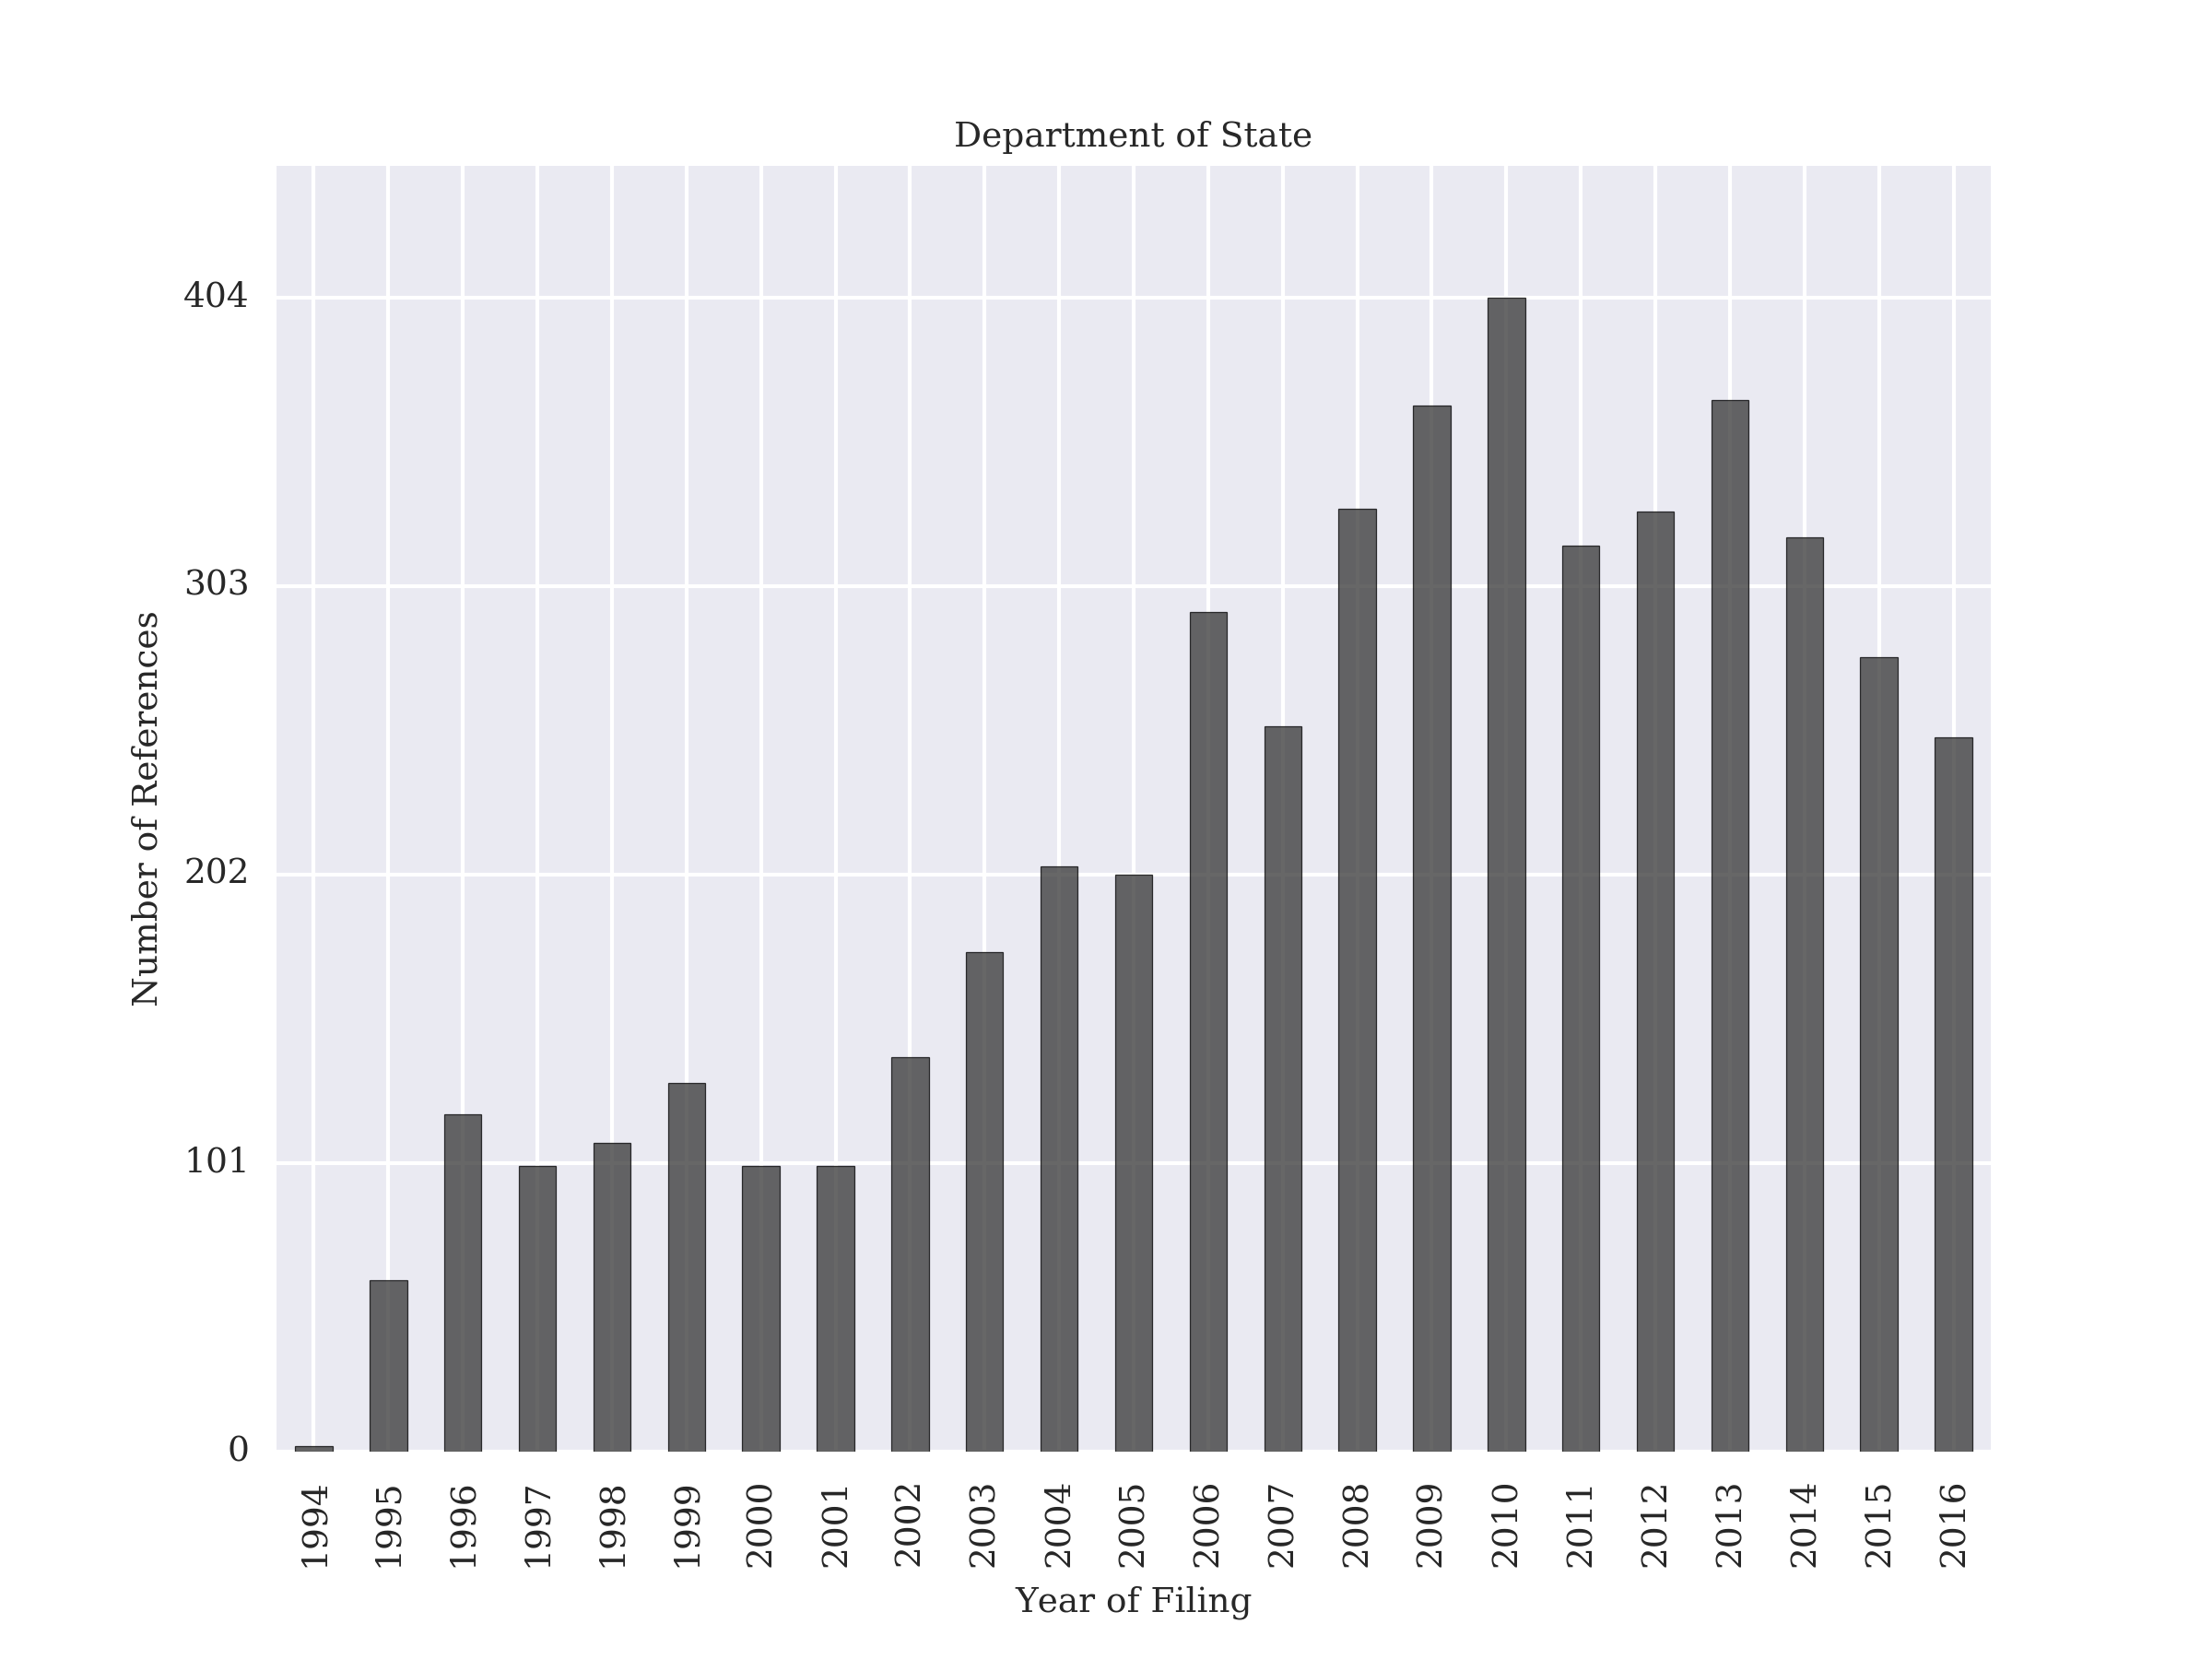 Department of State
Number of References
404
303
202
101
0
1994 1995 1996 1997 1998 1999 2000 2001 2002 2003 2004 2005 2006 2007 2008 2009 2010 2011 2012 2013 2014 2015 2016
Year of Filing